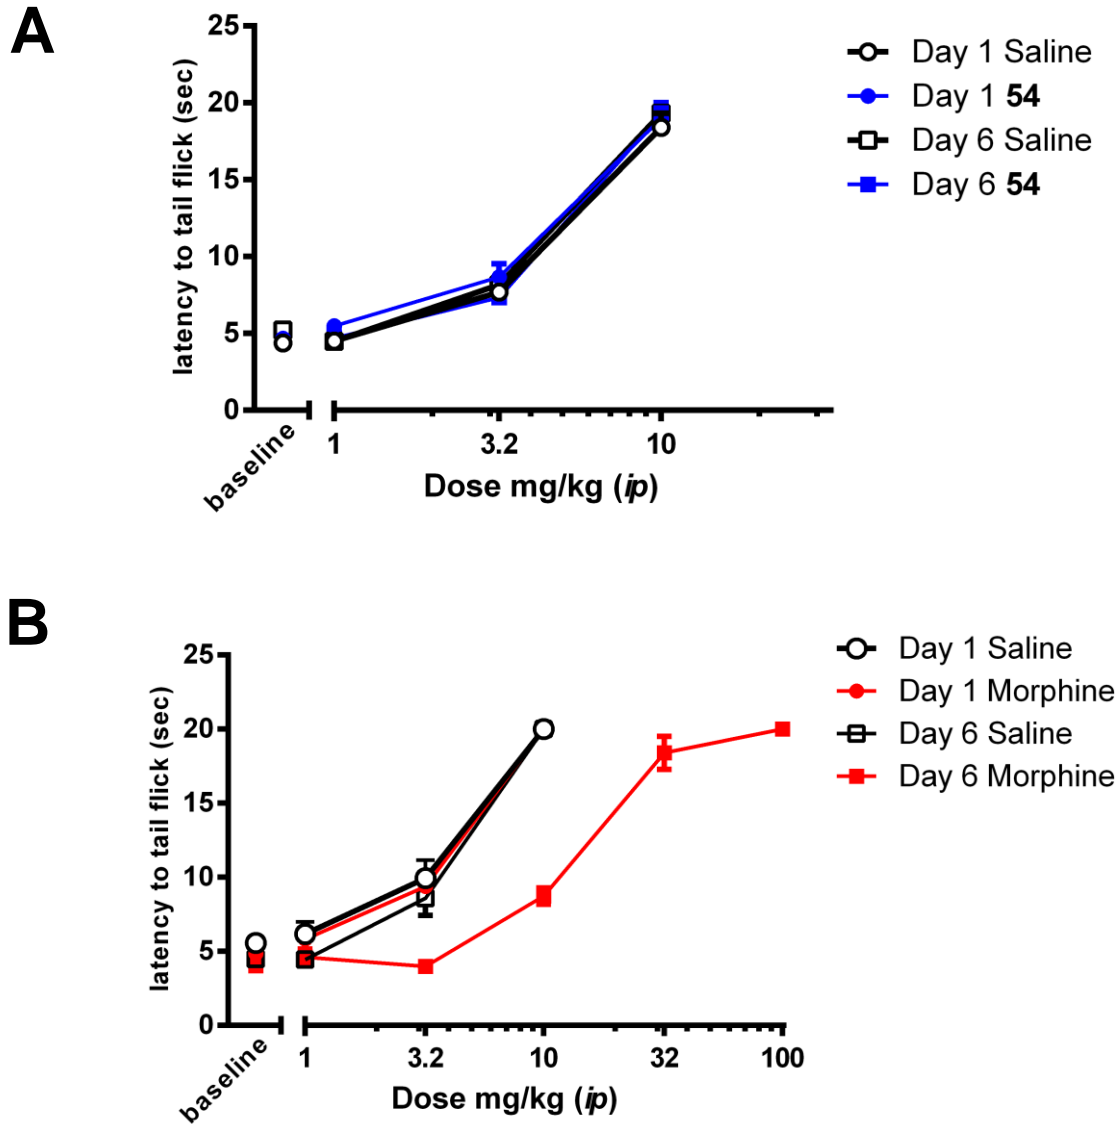 A
25
20
15
10
5
0
latency to tail flick (sec)
baseline
1
3.2
10
Dose mg/kg (ip)
Day 1 Saline
Day 1 54
Day 6 Saline
Day 6 54
B
25
20
15
10
5
0
latency to tail flick (sec)
baseline
1
3.2
10
32
100
Dose mg/kg (ip)
Day 1 Saline
Day 1 Morphine
Day 6 Saline
Day 6 Morphine